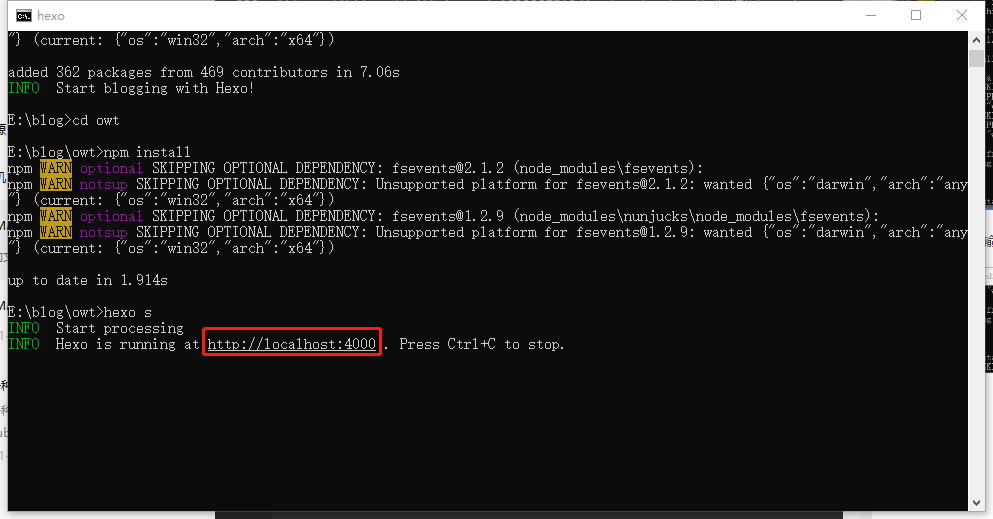 hexo
"} (current: {"os":"win32","arch":"x64"})
added 362 packages from 469 contributors in 7.06s
INFO  Start blogging with Hexo!
E:\blog>cd owt
E:\blog\owt>npm install
npm WARN optional SKIPPING OPTIONAL DEPENDENCY: fsevents@2.1.2 (node_modules\fsevents):
npm WARN notsup SKIPPING OPTIONAL DEPENDENCY: Unsupported platform for fsevents@2.1.2: wanted {"os":"darwin","arch":"any
"} (current: {"os":"win32","arch":"x64"})
npm WARN optional SKIPPING OPTIONAL DEPENDENCY: fsevents@1.2.9 (node_modules\nunjucks\node_modules\fsevents):
npm WARN notsup SKIPPING OPTIONAL DEPENDENCY: Unsupported platform for fsevents@1.2.9: wanted {"os":"darwin","arch":"any
"} (current: {"os":"win32","arch":"x64"})
up to date in 1.914s
E:\blog\owt>hexo s
INFO  Start processing
INFO  Hexo is running at http://localhost:4000 . Press Ctrl+C to stop.